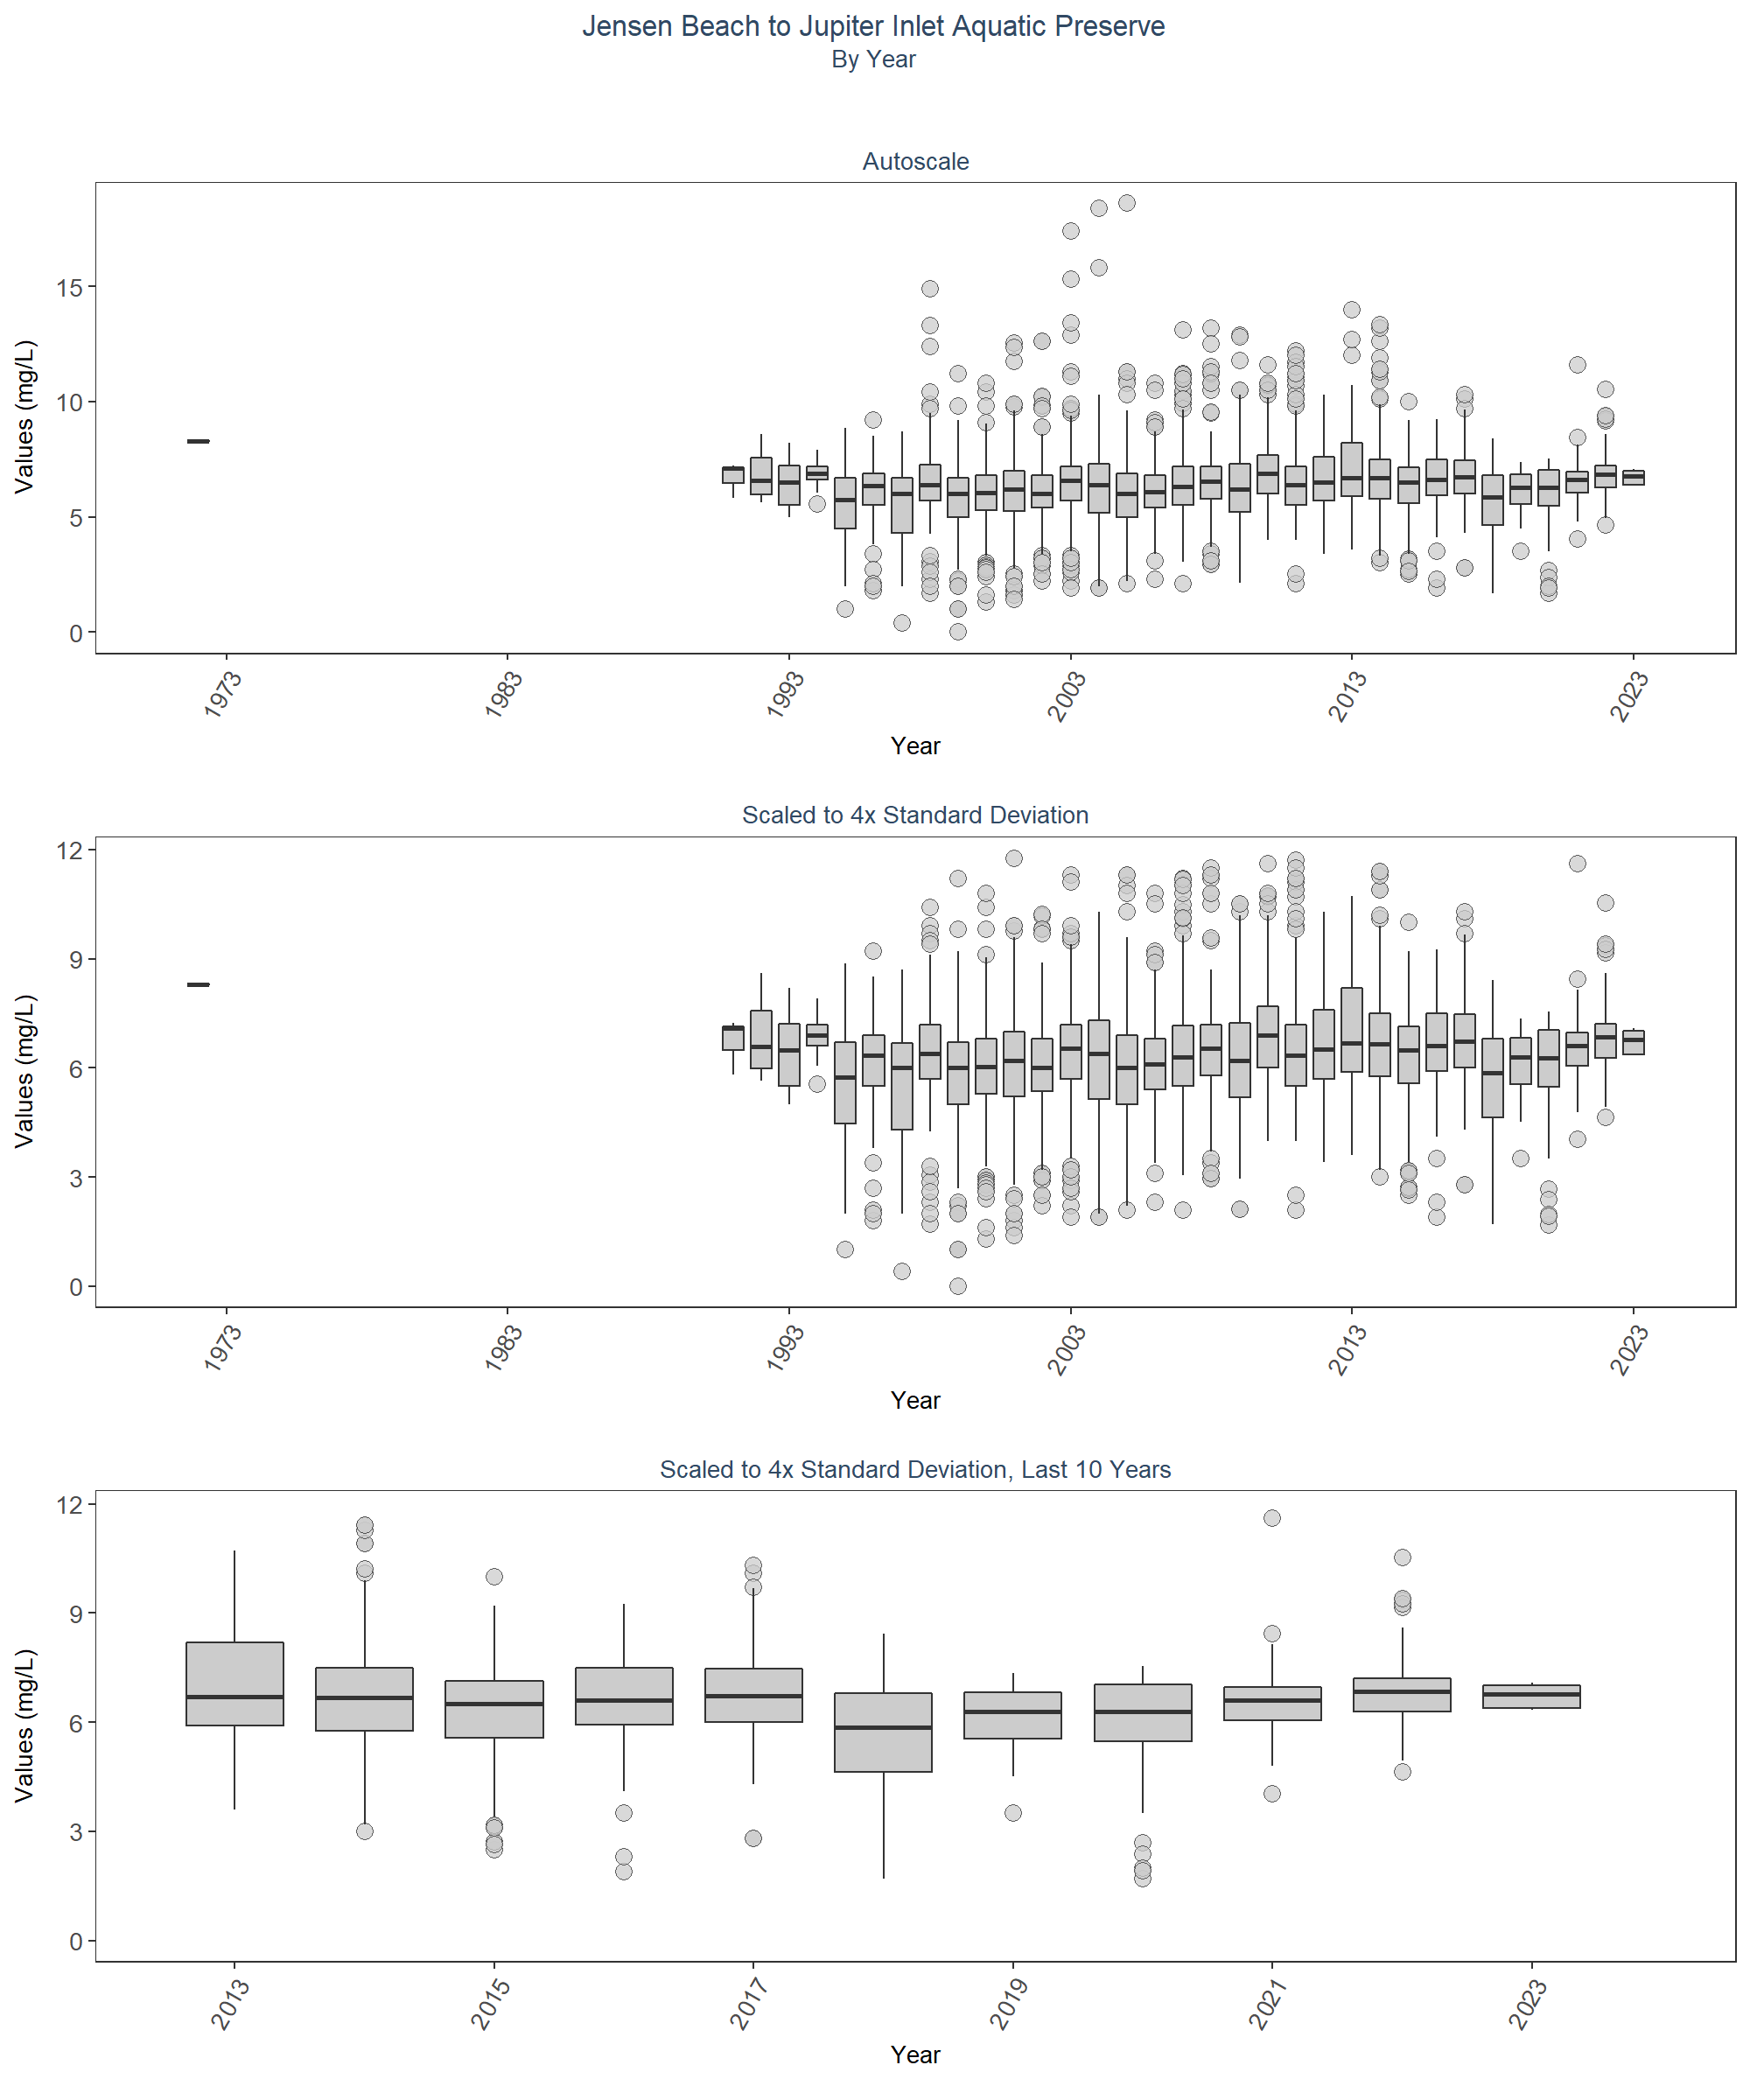 Jensen Beach to Jupiter Inlet Aquatic Preserve
By Year
Autoscale
Values (mg/L)
15
10
5
0
1973
1983
1993
2003
2013
2023
Year
Scaled to 4x Standard Deviation
Values (mg/L)
12
9
6
3
0
1973
1983
1993
2003
2013
2023
Year
Scaled to 4x Standard Deviation, Last 10 Years
Values (mg/L)
12
9
6
3
0
2013
2015
2017
2019
2021
2023
Year